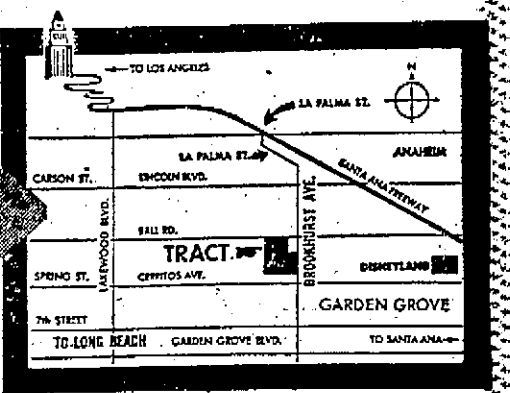 TO LOS ANGELES
N
LA PALMA ST.
LA PALMA ST.
ANAHEIM
CARSON ST.
LINCOLN BLVD.
SANTA ANA FREEWAY
LAKEWOOD BLVD.
BROOKHURST AVE.
BALL RD.
TRACT
DISNEYLAND
SPRING ST.
CERRITOS AVE.
GARDEN GROVE
7th STREET
TO LONG BEACH
GARDEN GROVE BLVD.
TO SANTA ANA